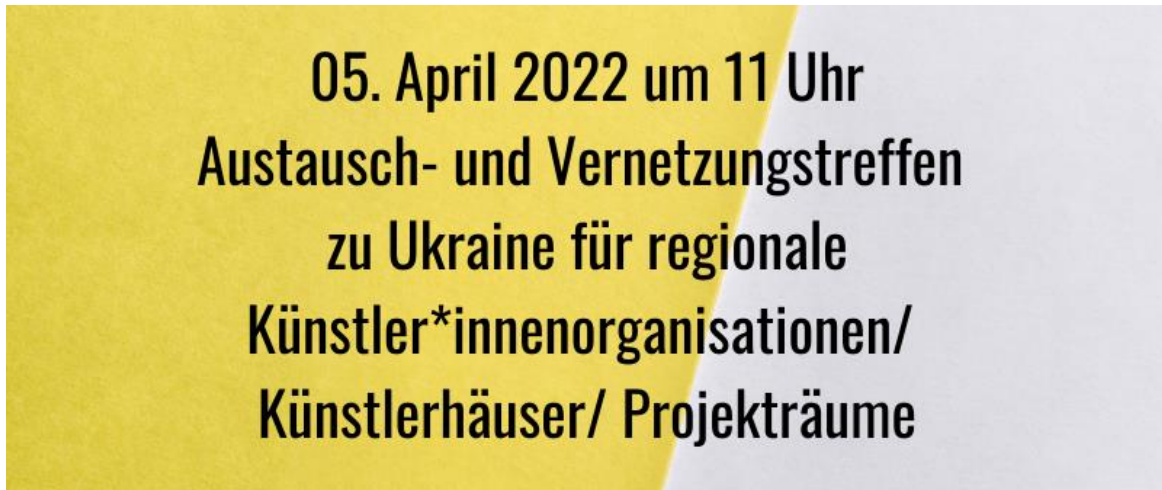 05. April 2022 um 11 Uhr
Austausch- und Vernetzungstreffen
zu Ukraine für regionale
Künstler*innenorganisationen/
Künstlerhäuser/ Projekträume